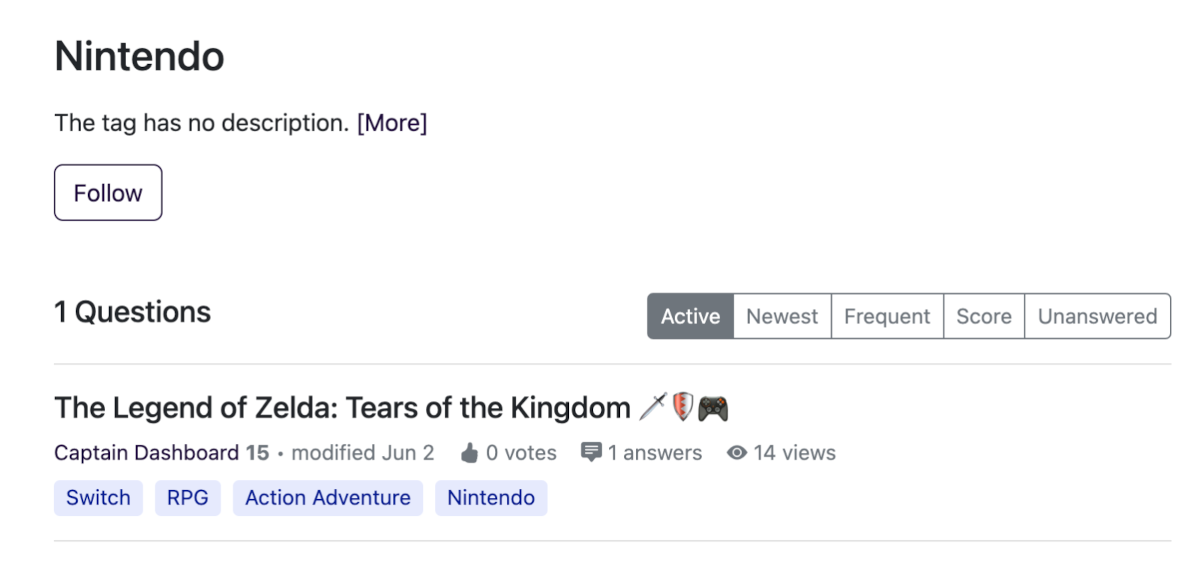 Nintendo
The tag has no description. [More]
Follow
1 Questions
Active Newest Frequent Score Unanswered
The Legend of Zelda: Tears of the Kingdom 🗡️🛡️🎮
Captain Dashboard 15 • modified Jun 2 0 votes 1 answers 14 views
Switch RPG Action Adventure Nintendo